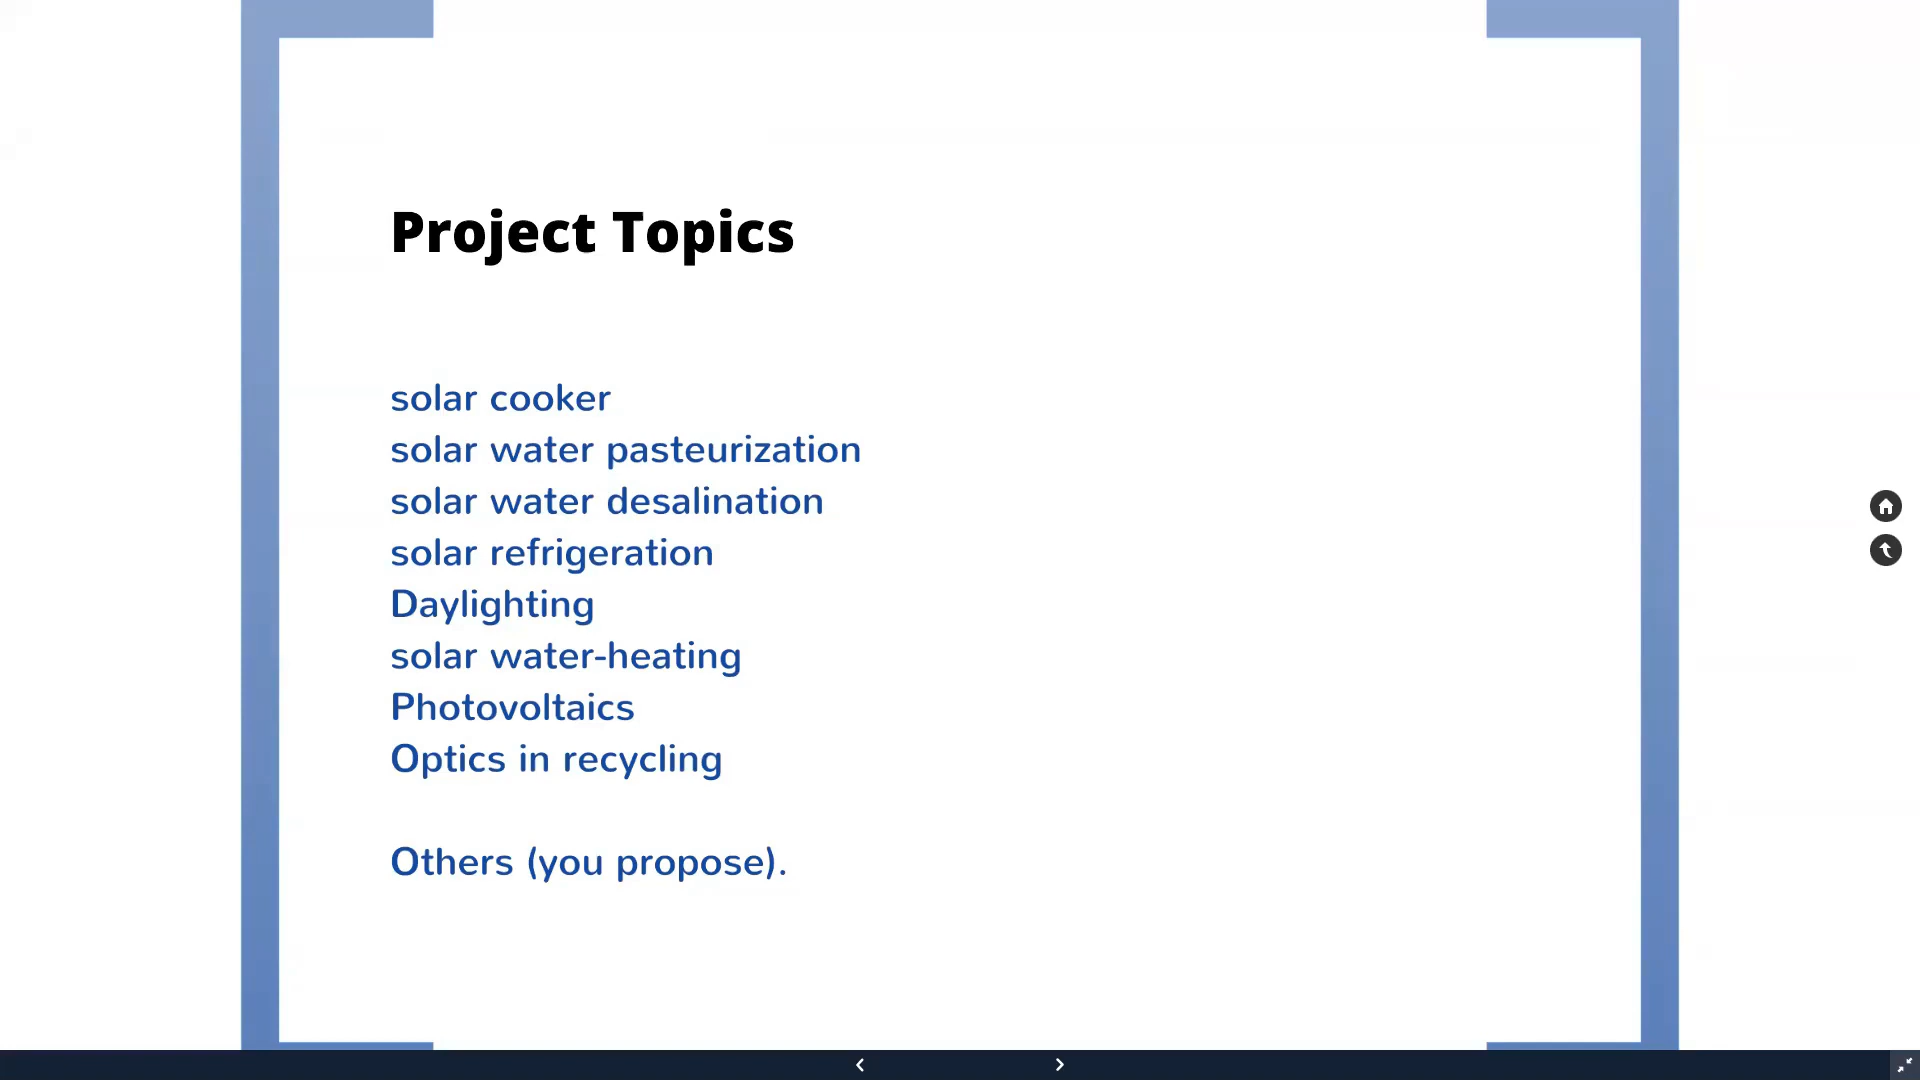 Project Topics
solar cooker
solar water pasteurization
solar water desalination
solar refrigeration
Daylighting
solar water-heating
Photovoltaics
Optics in recycling
Others (you propose).